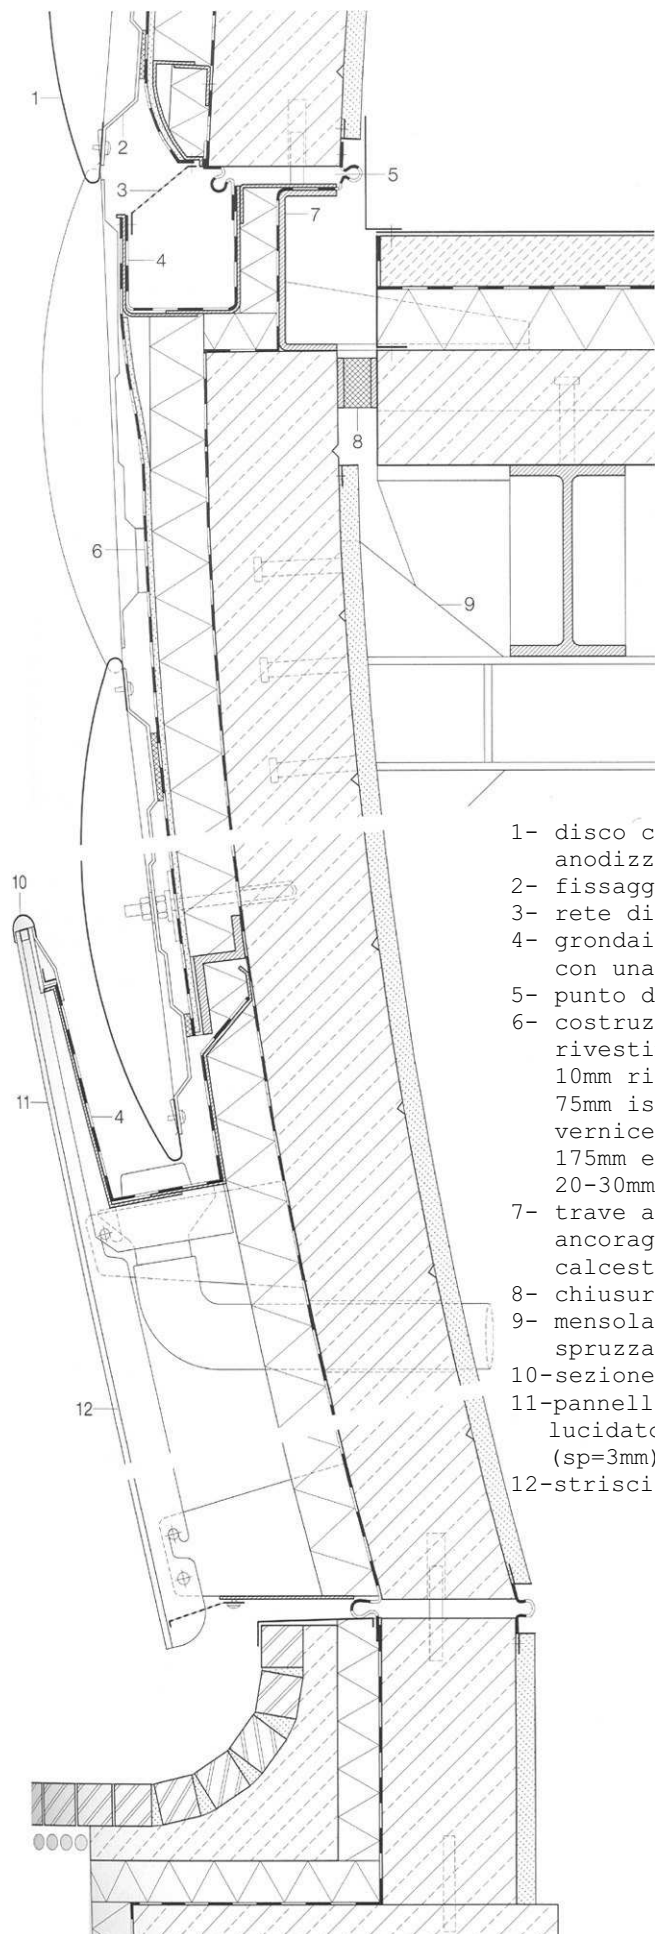 1
2
3
5
7
4
8
6
9
10
11
4
12
1- disco c
anodizz
2- fissagg
3- rete di
4- grondai
con una
5- punto d
6- costruz
rivesti
10mm ri
75mm is
vernice
175mm e
20-30mm
7- trave a
ancorag
calcest
8- chiusur
9- mensola
spruzza
10-sezione
11-pannell
lucidato
(sp=3mm)
12-strisci